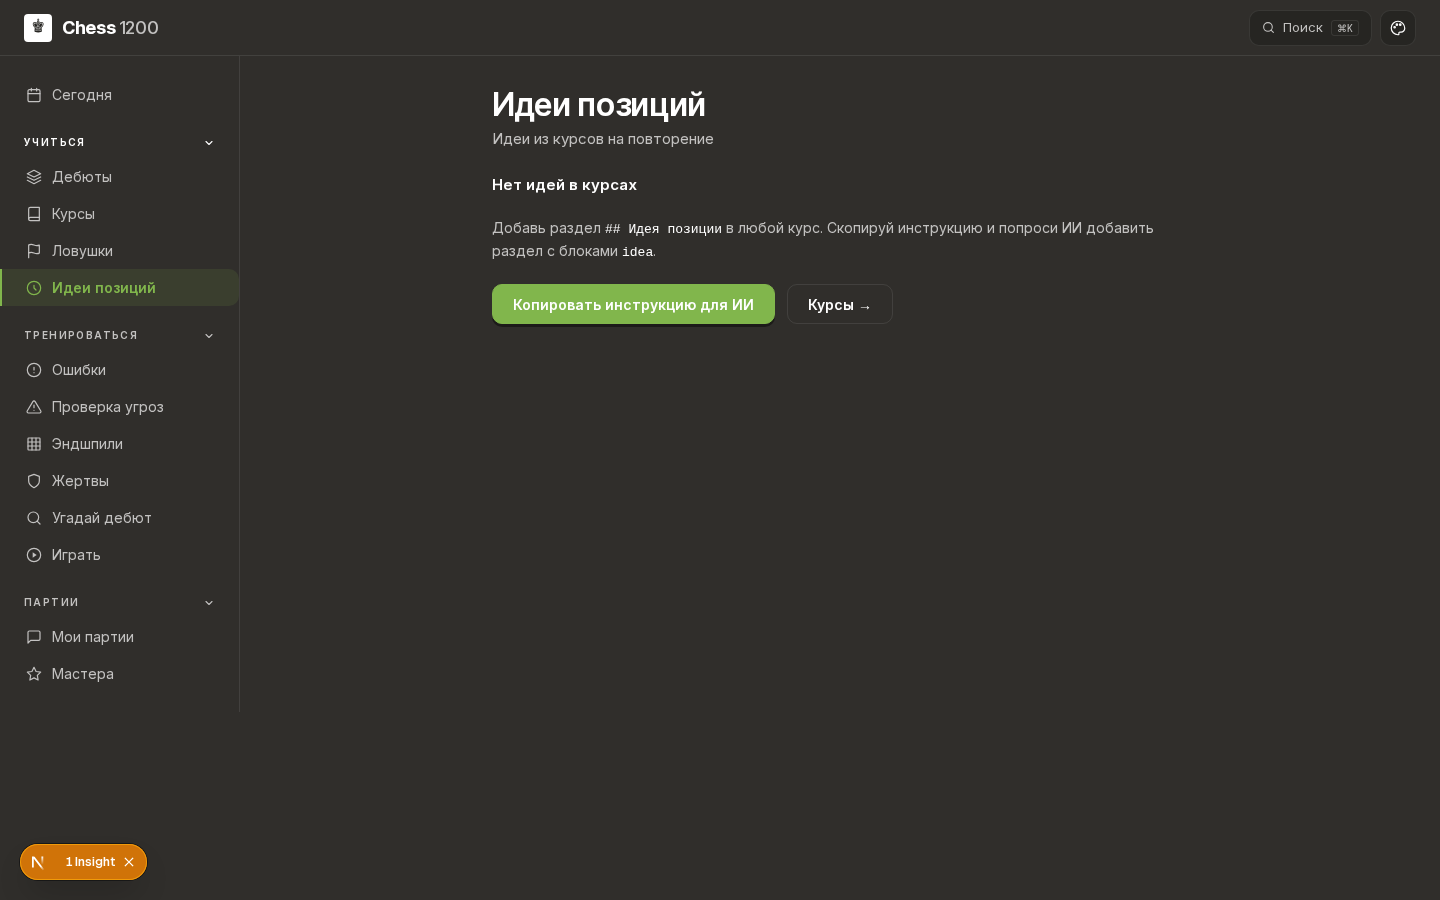 Chess 1200
Поиск ⌘K
Сегодня
УЧИТЬСЯ
Дебюты
Курсы
Ловушки
Идеи позиций
ТРЕНИРОВАТЬСЯ
Ошибки
Проверка угроз
Эндшпили
Жертвы
Угадай дебют
Играть
ПАРТИИ
Мои партии
Мастера
Идеи позиций
Идеи из курсов на повторение
Нет идей в курсах
Добавь раздел ## Идея позиции в любой курс. Скопируй инструкцию и попроси ИИ добавить
раздел с блоками idea.
Копировать инструкцию для ИИ
Курсы →
1 Insight